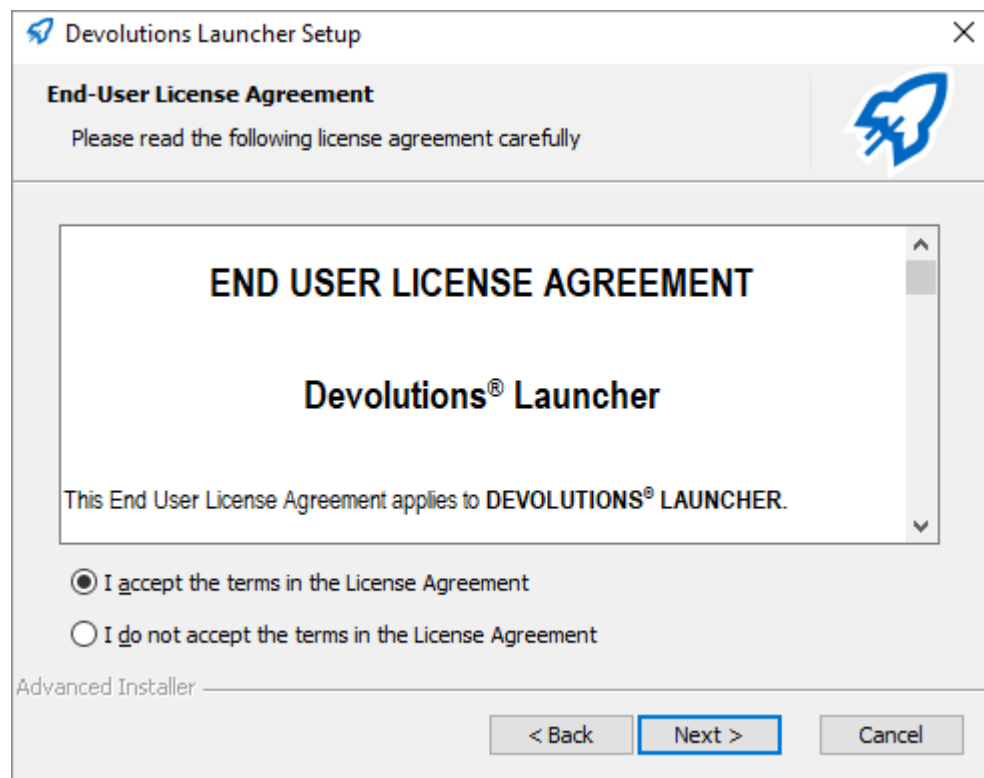 Devolutions Launcher Setup
End-User License Agreement
Please read the following license agreement carefully
END USER LICENSE AGREEMENT
Devolutions® Launcher
This End User License Agreement applies to DEVOLUTIONS® LAUNCHER.
I accept the terms in the License Agreement
I do not accept the terms in the License Agreement
Advanced Installer
< Back Next > Cancel